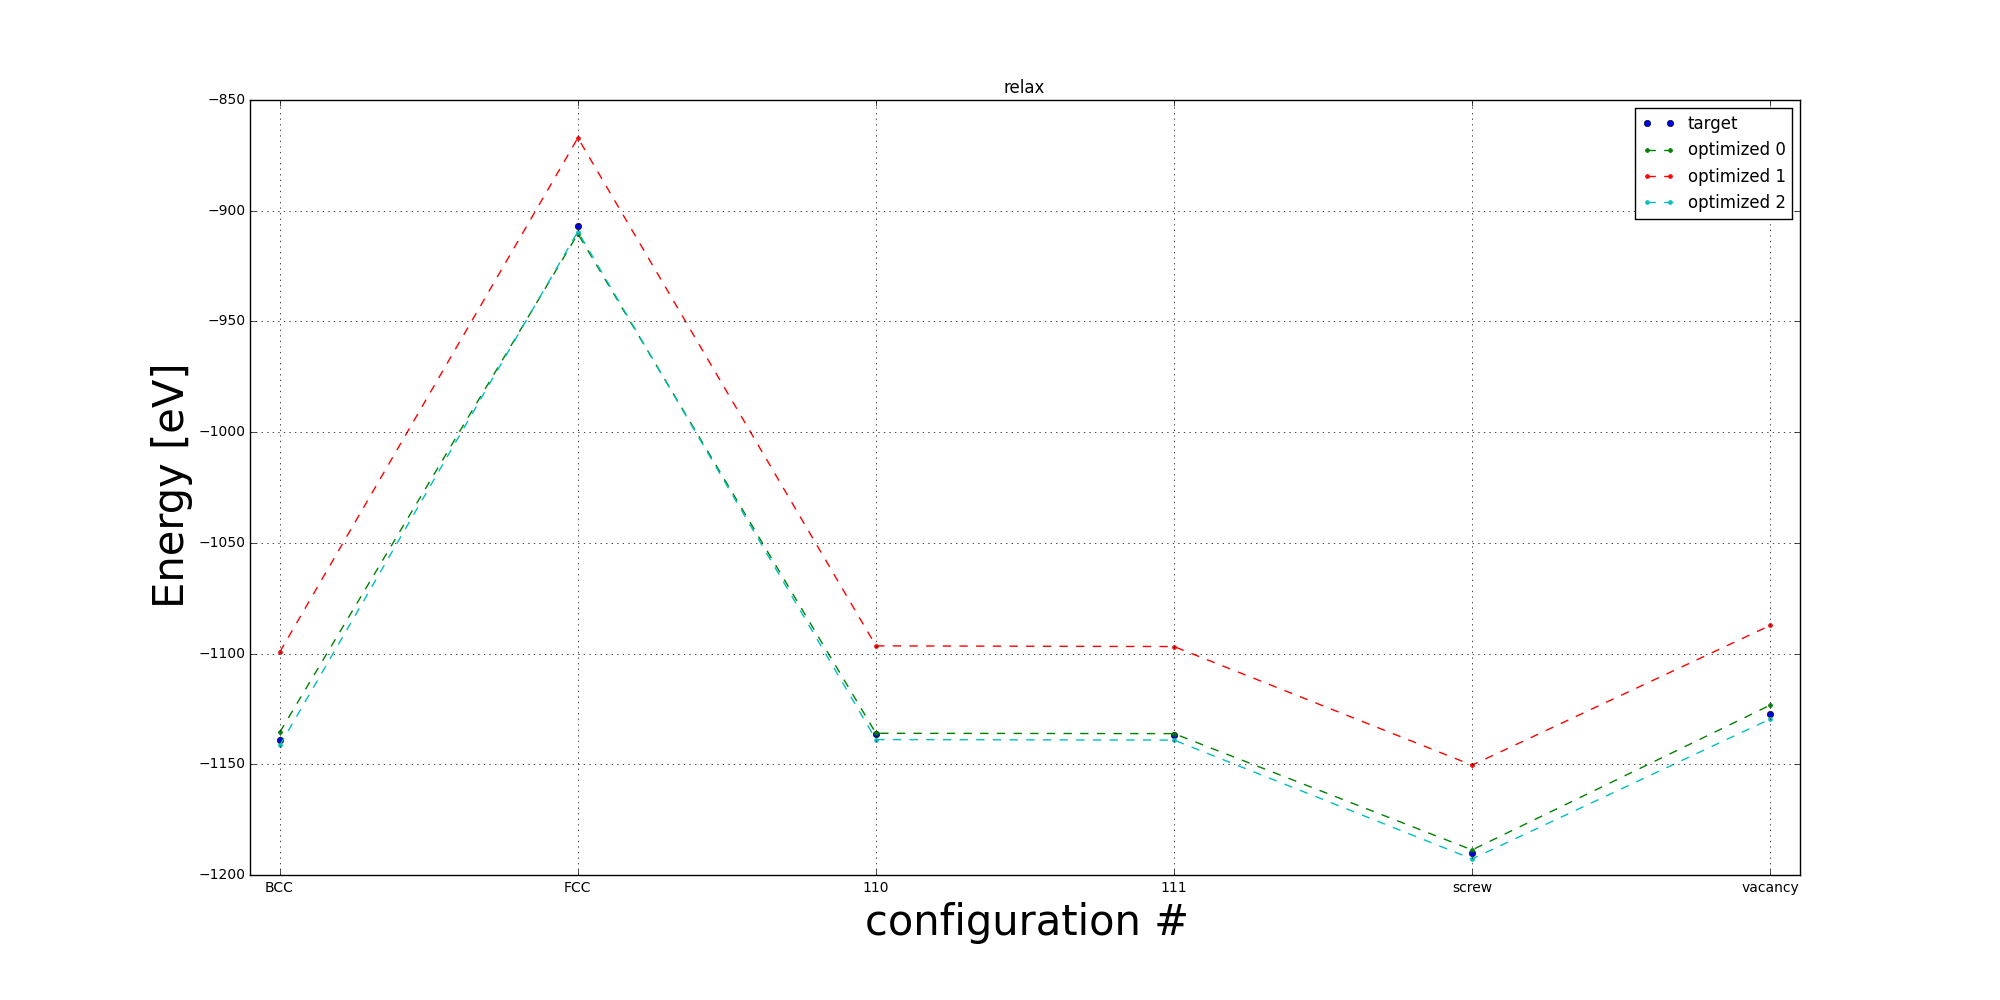 relax
−850
−900
−950
−1000
−1050
−1100
−1150
−1200
Energy [eV]
target
optimized 0
optimized 1
optimized 2
BCC FCC 110 111 screw vacancy
configuration #